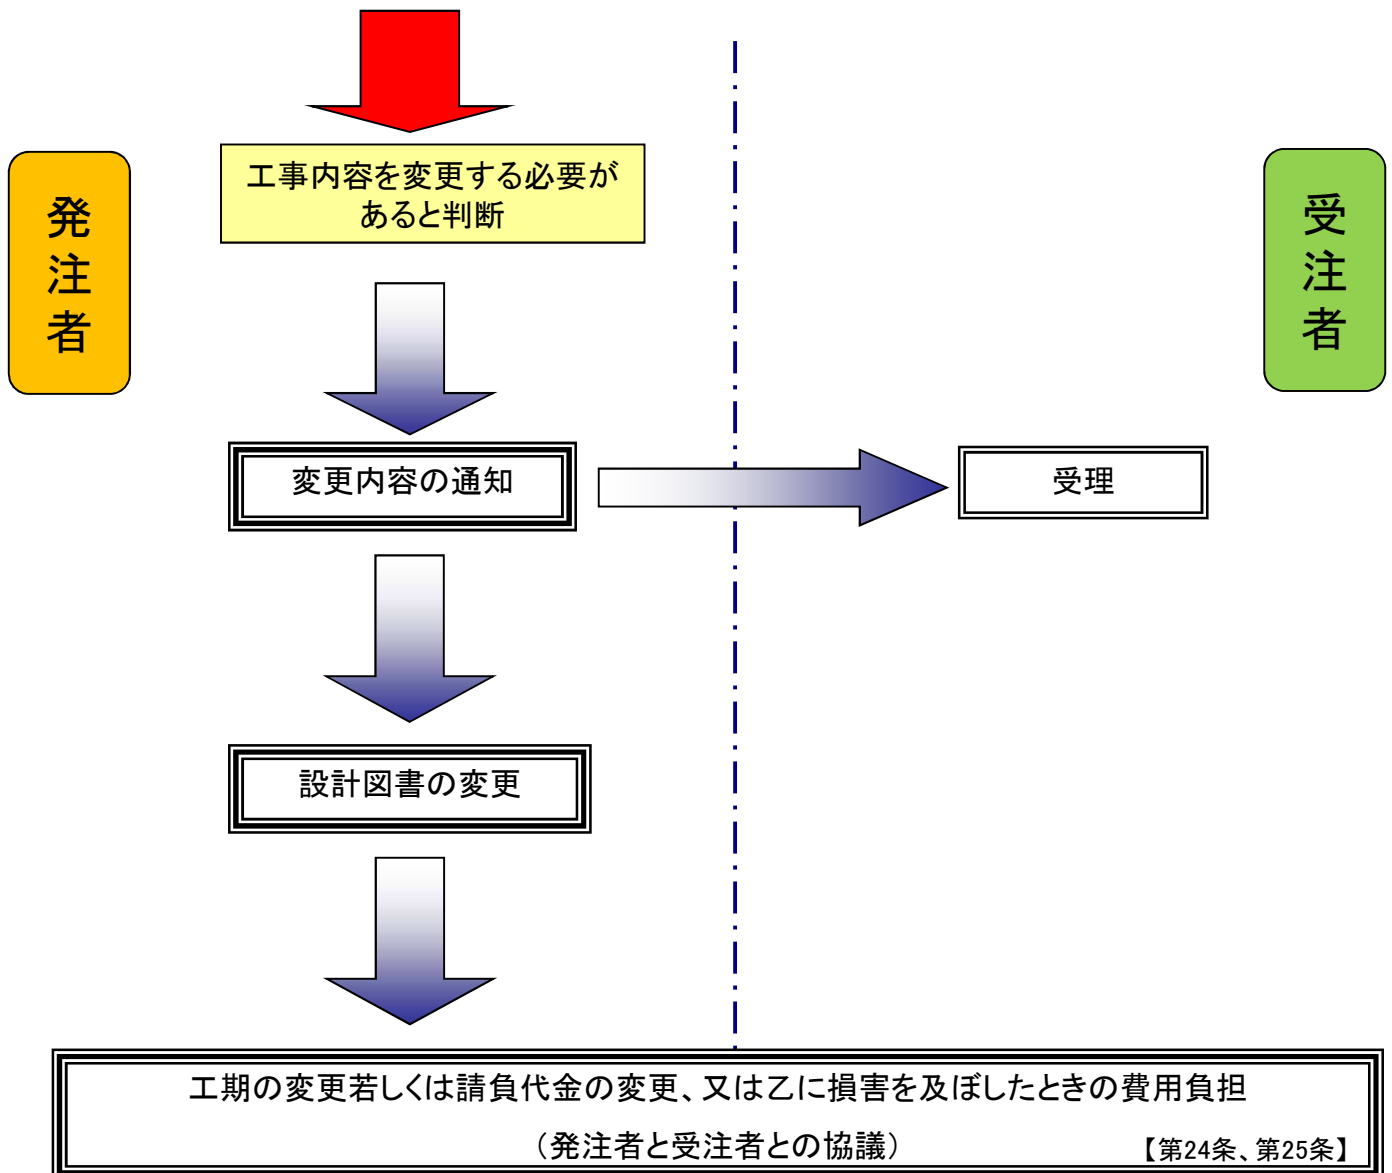 工事内容を変更する必要が
あると判断
発注者
受注者
変更内容の通知
受理
設計図書の変更
工期の変更若しくは請負代金の変更、又は乙に損害を及ぼしたときの費用負担
（発注者と受注者との協議）
【第24条、第25条】